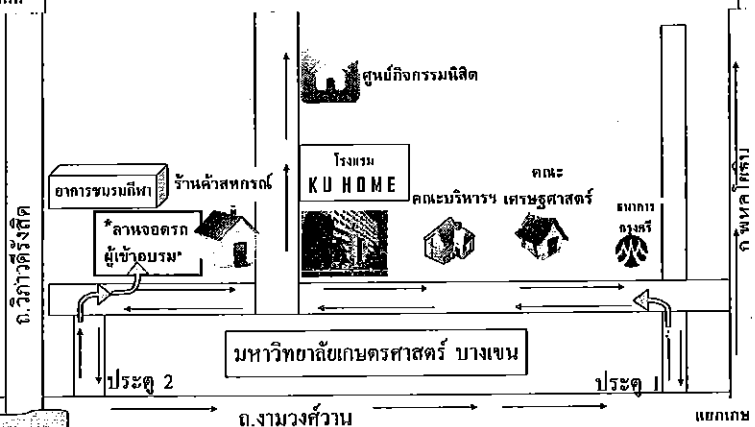 ศูนย์กิจกรรมนิสิต
โรงแรม
KU HOME
คณะ
เศรษฐศาสตร์
คณะบริหารฯ
ธนาคาร
กรุงศรี
อาคารชมรมกีฬา
ร้านค้าสหกรณ์
*ลานจอดรถ
ผู้เข้าอบรม*
ถ.วิภาวดีรังสิต
ถ.พหลโยธิน
มหาวิทยาลัยเกษตรศาสตร์ บางเขน
ประตู 2
ประตู 1
ถ.งามวงศ์วาน
แยกเกษ